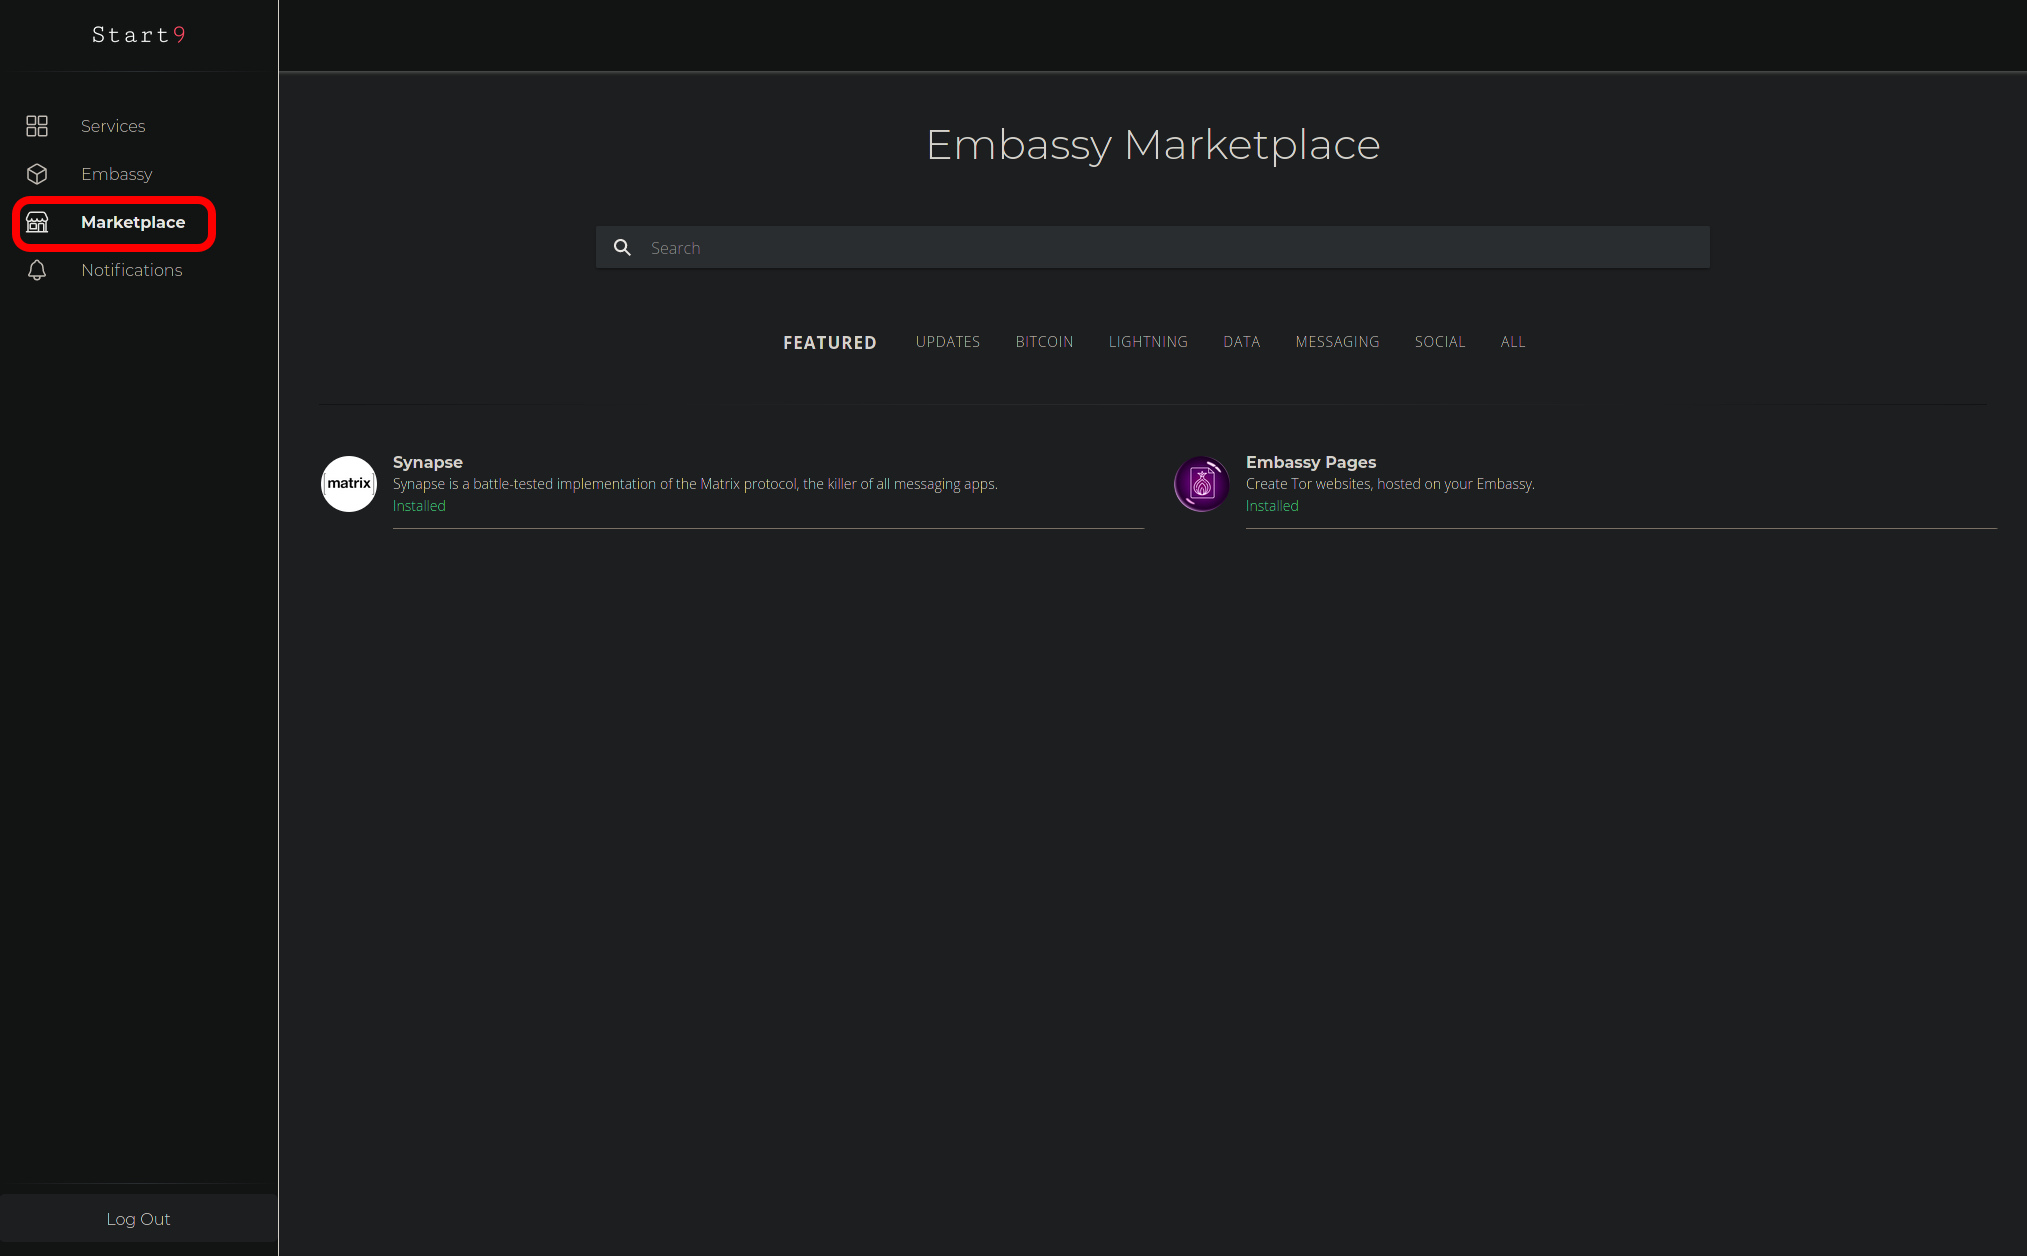 Start9
Services
Embassy
Marketplace
Notifications
Log Out
Embassy Marketplace
Search
FEATURED UPDATES BITCOIN LIGHTNING DATA MESSAGING SOCIAL ALL
matrix
Synapse
Synapse is a battle-tested implementation of the Matrix protocol, the killer of all messaging apps.
Installed
Embassy Pages
Create Tor websites, hosted on your Embassy.
Installed